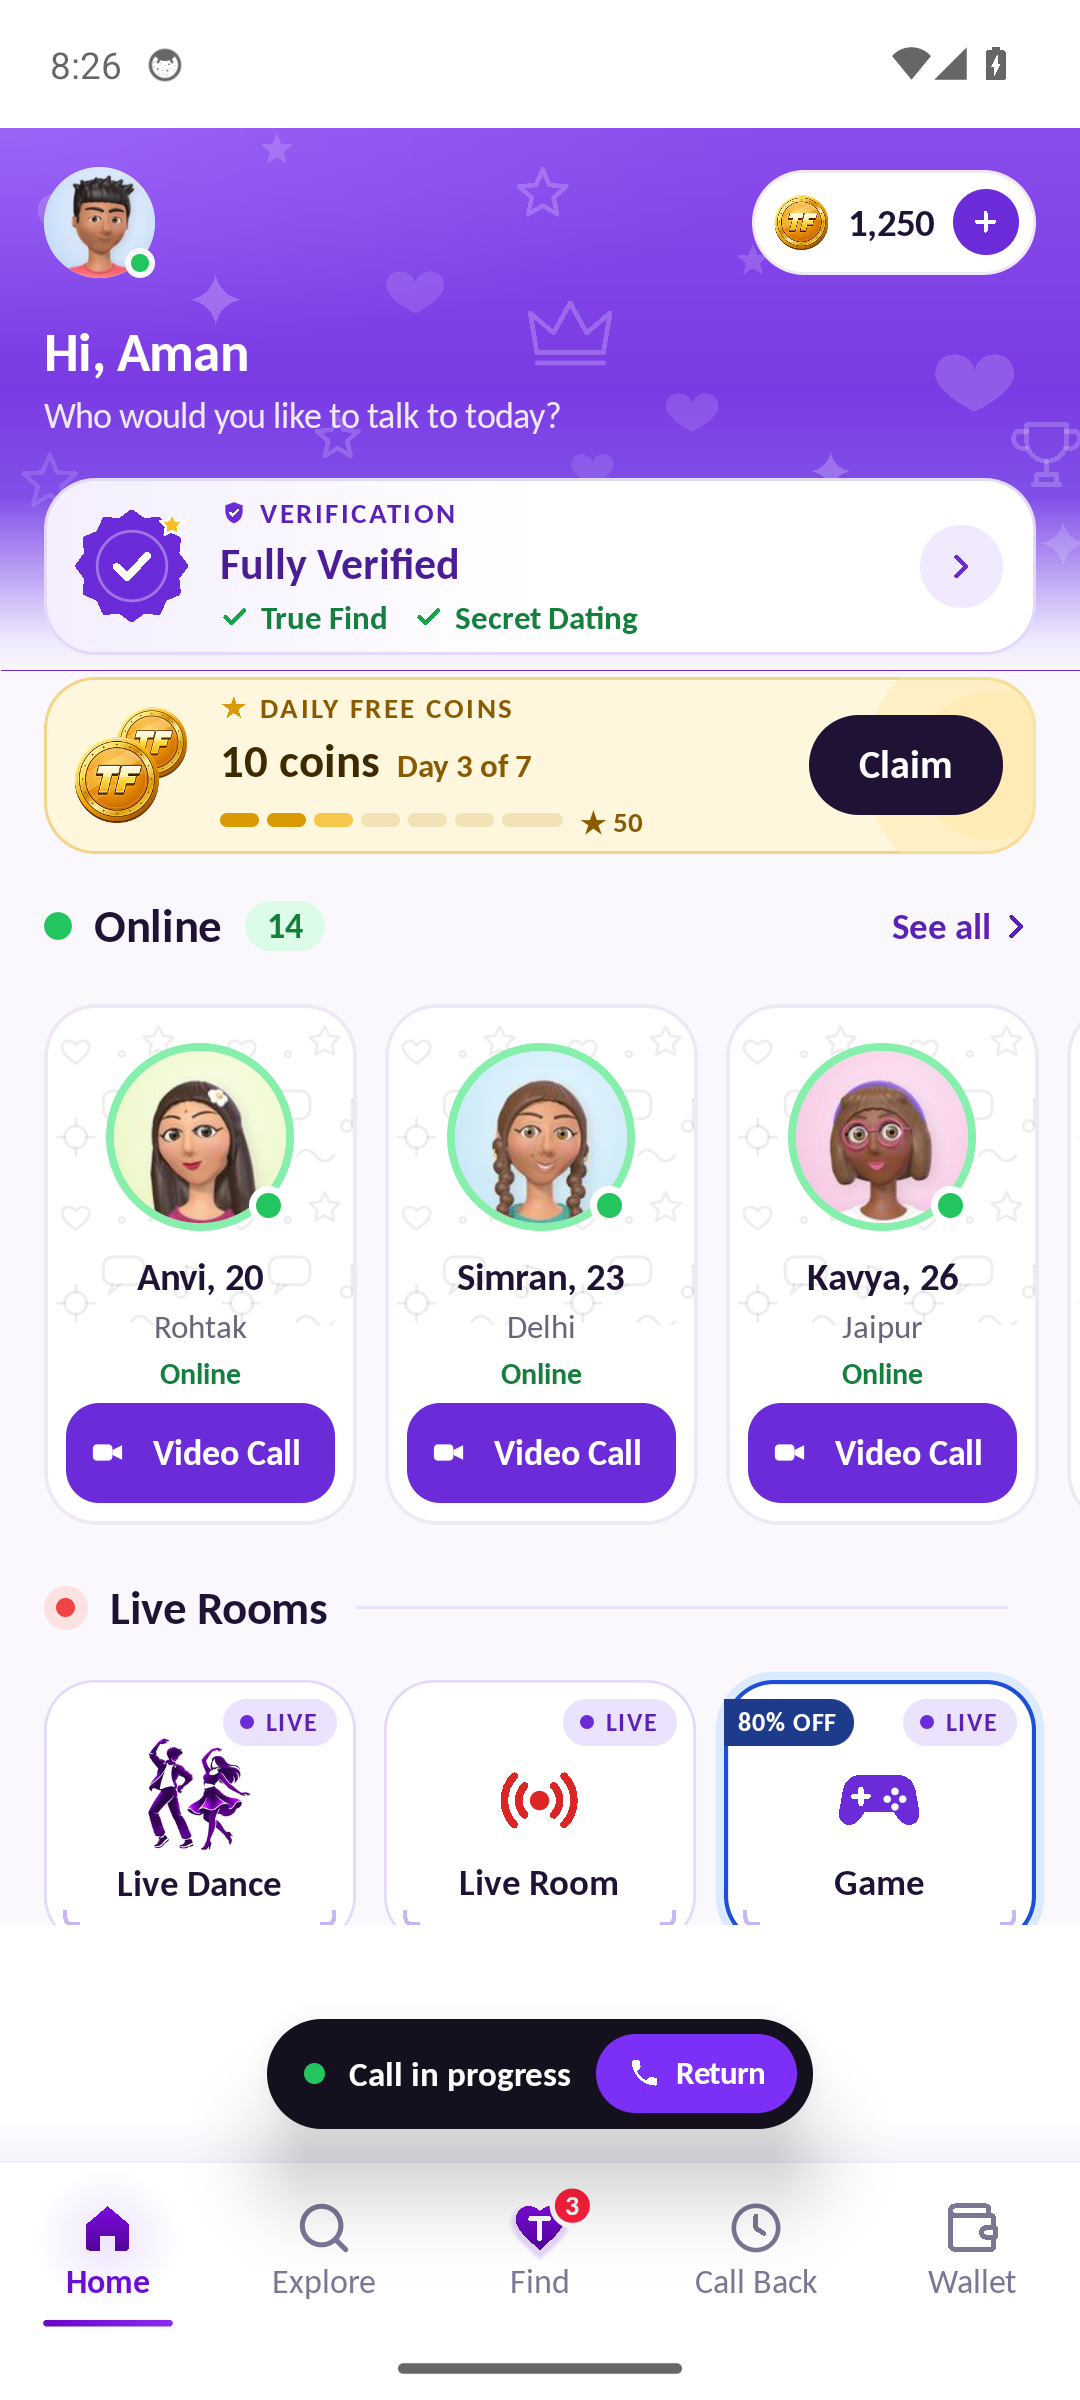 8:26
TF 1,250
Hi, Aman
Who would you like to talk to today?
VERIFICATION
Fully Verified
True Find Secret Dating
DAILY FREE COINS
TF TF
10 coins Day 3 of 7
Claim
★ 50
Online 14
See all
Anvi, 20
Rohtak
Online
Video Call
Simran, 23
Delhi
Online
Video Call
Kavya, 26
Jaipur
Online
Video Call
Live Rooms
LIVE
Live Dance
LIVE
Live Room
80% OFF
LIVE
Game
Call in progress
Return
Home
Explore
T 3
Find
Call Back
Wallet